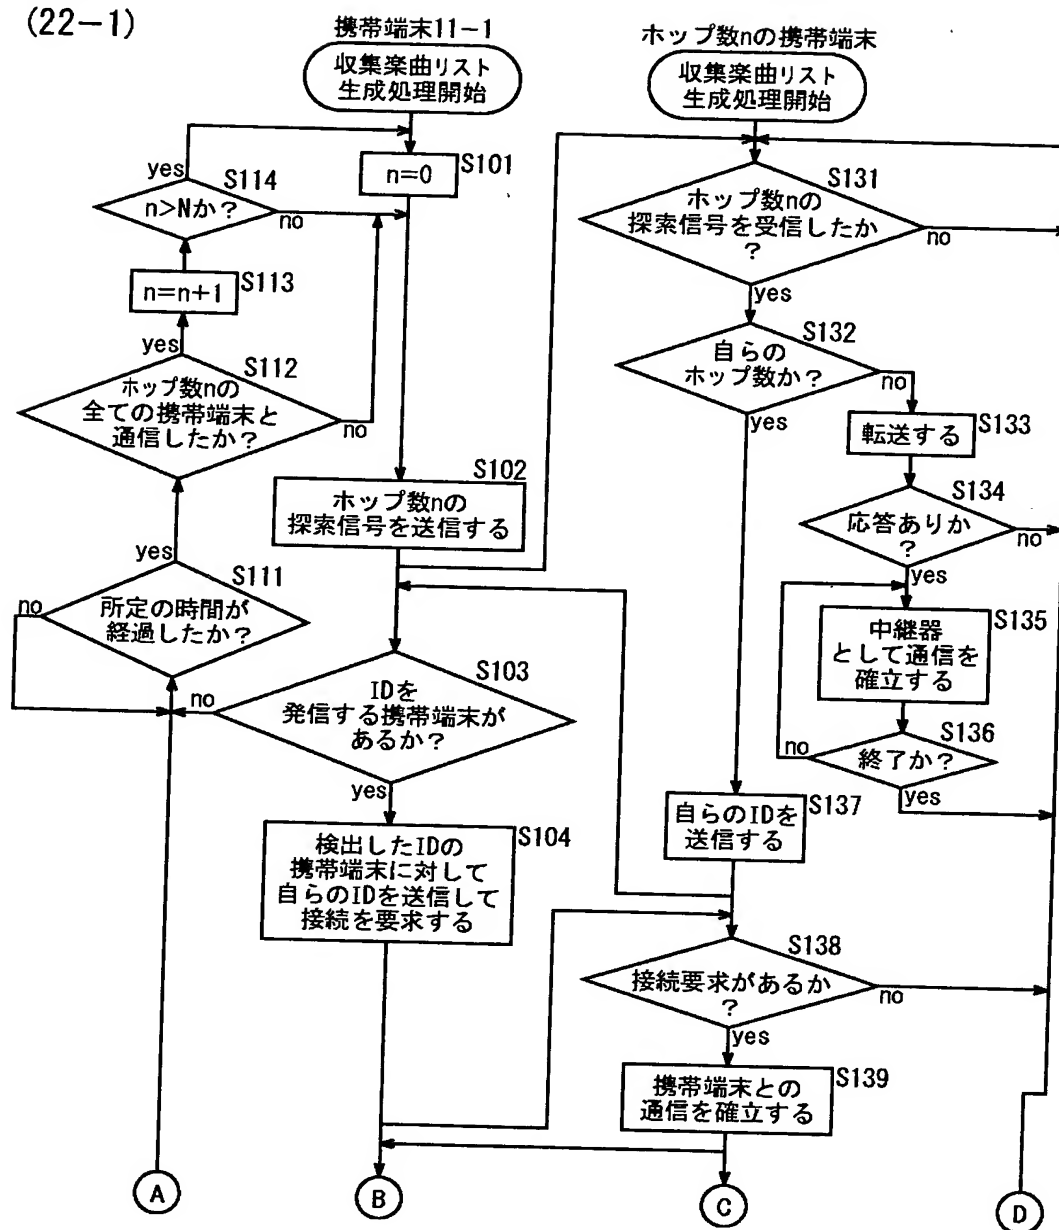 (22-1)
携帯端末11-1
収集楽曲リスト
生成処理開始
yes
S114
n>Nか?
no
n=0
S101
n=n+1
S113
yes
S112
ホップ数nの
全ての携帯端末と
通信したか?
no
S102
ホップ数nの
探索信号を送信する
yes
S111
no
所定の時間が
経過したか?
S103
no
IDを
発信する携帯端末が
あるか?
yes
S104
検出したIDの
携帯端末に対して
自らのIDを送信して
接続を要求する
A
B
ホップ数nの携帯端末
収集楽曲リスト
生成処理開始
S131
ホップ数nの
探索信号を受信したか
?
no
yes
S132
自らの
ホップ数か?
no
yes
転送する
S133
S134
応答ありか
?
no
yes
S135
中継器
として通信を
確立する
S136
no
終了か?
yes
S137
自らのIDを
送信する
S138
接続要求があるか
?
no
yes
S139
携帯端末との
通信を確立する
C
D